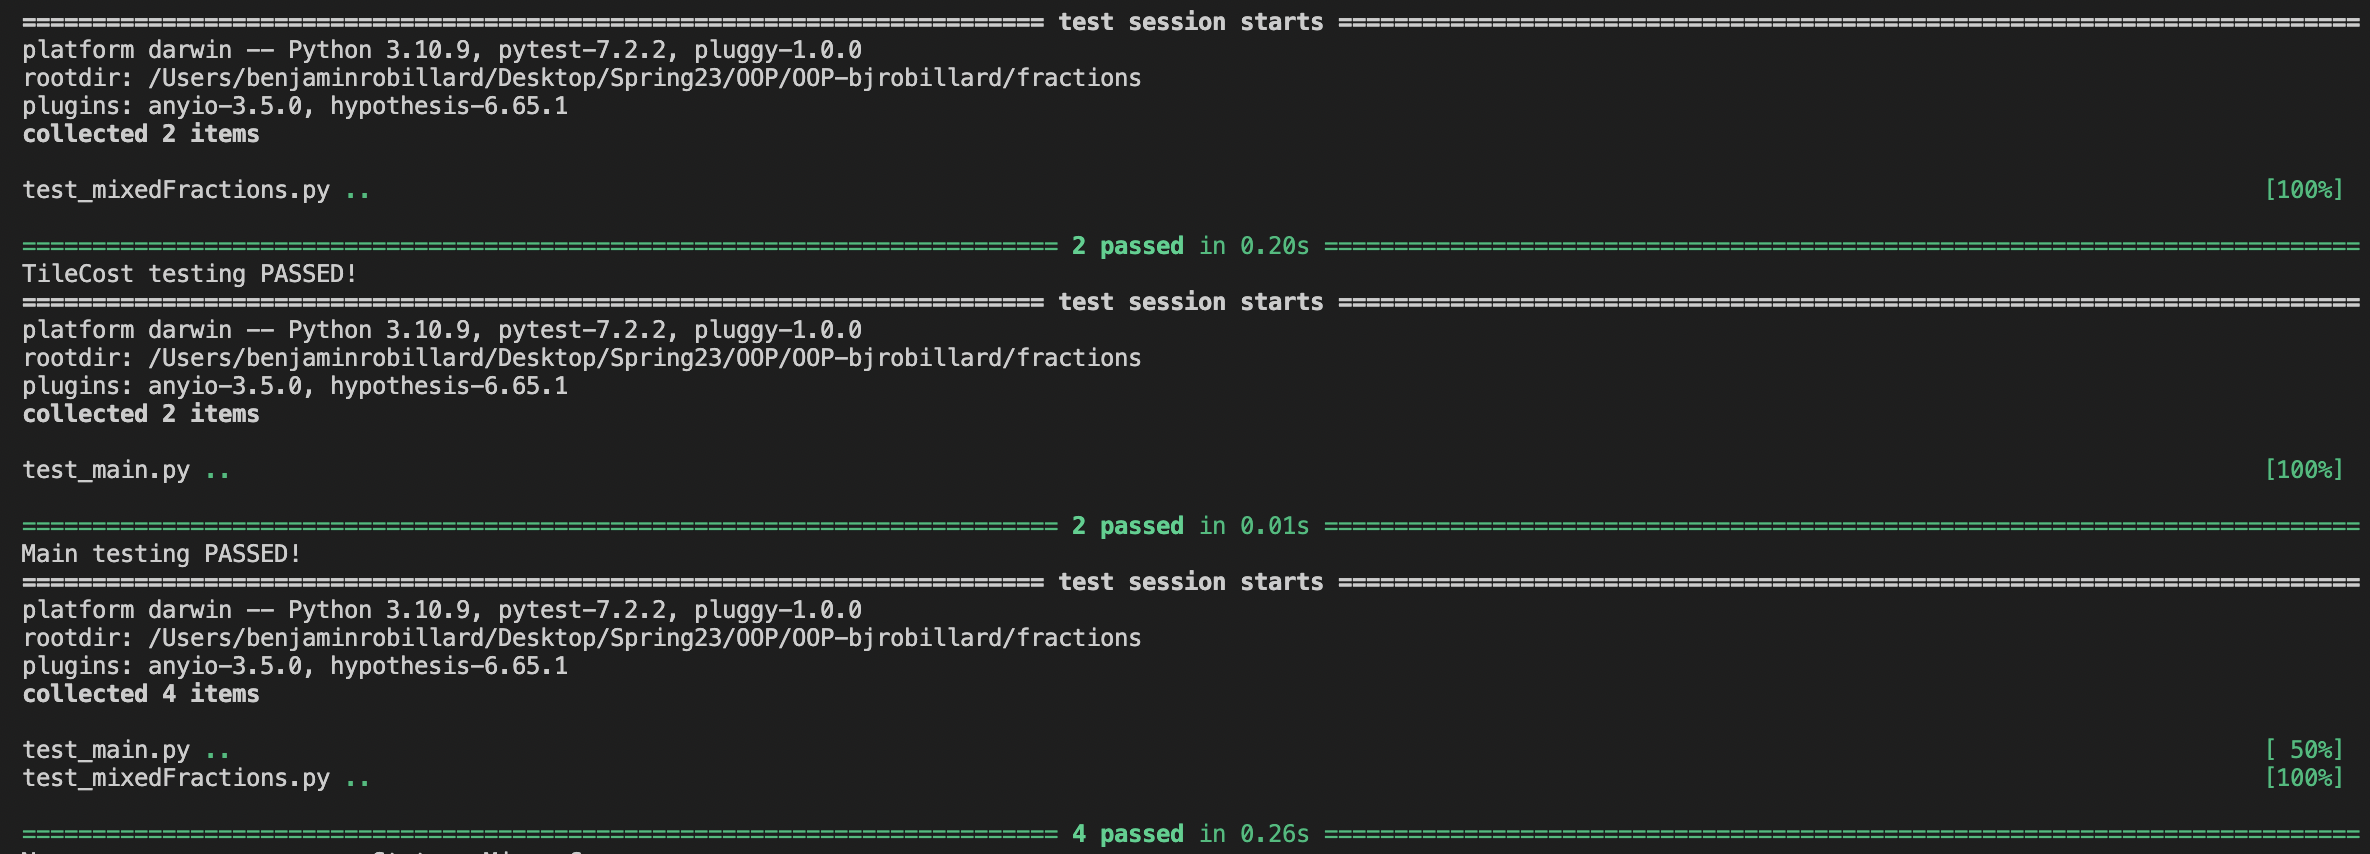 ========================================================================= test session starts =========================================================================
platform darwin -- Python 3.10.9, pytest-7.2.2, pluggy-1.0.0
rootdir: /Users/benjaminrobillard/Desktop/Spring23/OOP/OOP-bjrobillard/fractions
plugins: anyio-3.5.0, hypothesis-6.65.1
collected 2 items
test_mixedFractions.py .. [100%]
========================================================================== 2 passed in 0.20s ==========================================================================
TileCost testing PASSED!
========================================================================= test session starts =========================================================================
platform darwin -- Python 3.10.9, pytest-7.2.2, pluggy-1.0.0
rootdir: /Users/benjaminrobillard/Desktop/Spring23/OOP/OOP-bjrobillard/fractions
plugins: anyio-3.5.0, hypothesis-6.65.1
collected 2 items
test_main.py .. [100%]
========================================================================== 2 passed in 0.01s ==========================================================================
Main testing PASSED!
========================================================================= test session starts =========================================================================
platform darwin -- Python 3.10.9, pytest-7.2.2, pluggy-1.0.0
rootdir: /Users/benjaminrobillard/Desktop/Spring23/OOP/OOP-bjrobillard/fractions
plugins: anyio-3.5.0, hypothesis-6.65.1
collected 4 items
test_main.py .. [ 50%]
test_mixedFractions.py .. [100%]
========================================================================== 4 passed in 0.26s ==========================================================================